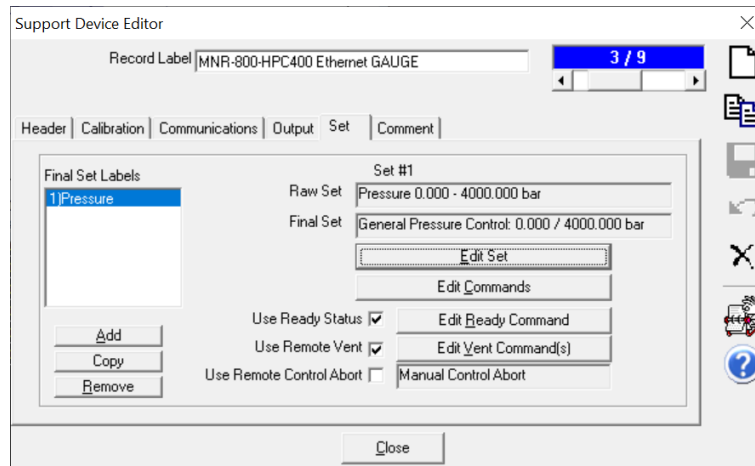 Support Device Editor
Record Label MNR-800-HPC400 Ethernet GAUGE 3 / 9
Header Calibration Communications Output Set Comment
Set #1
Final Set Labels
1)Pressure
Raw Set Pressure 0.000 - 4000.000 bar
Final Set General Pressure Control: 0.000 / 4000.000 bar
Edit Set
Edit Commands
Use Ready Status Edit Ready Command
Use Remote Vent Edit Vent Command(s)
Use Remote Control Abort Manual Control Abort
Add
Copy
Remove
Close